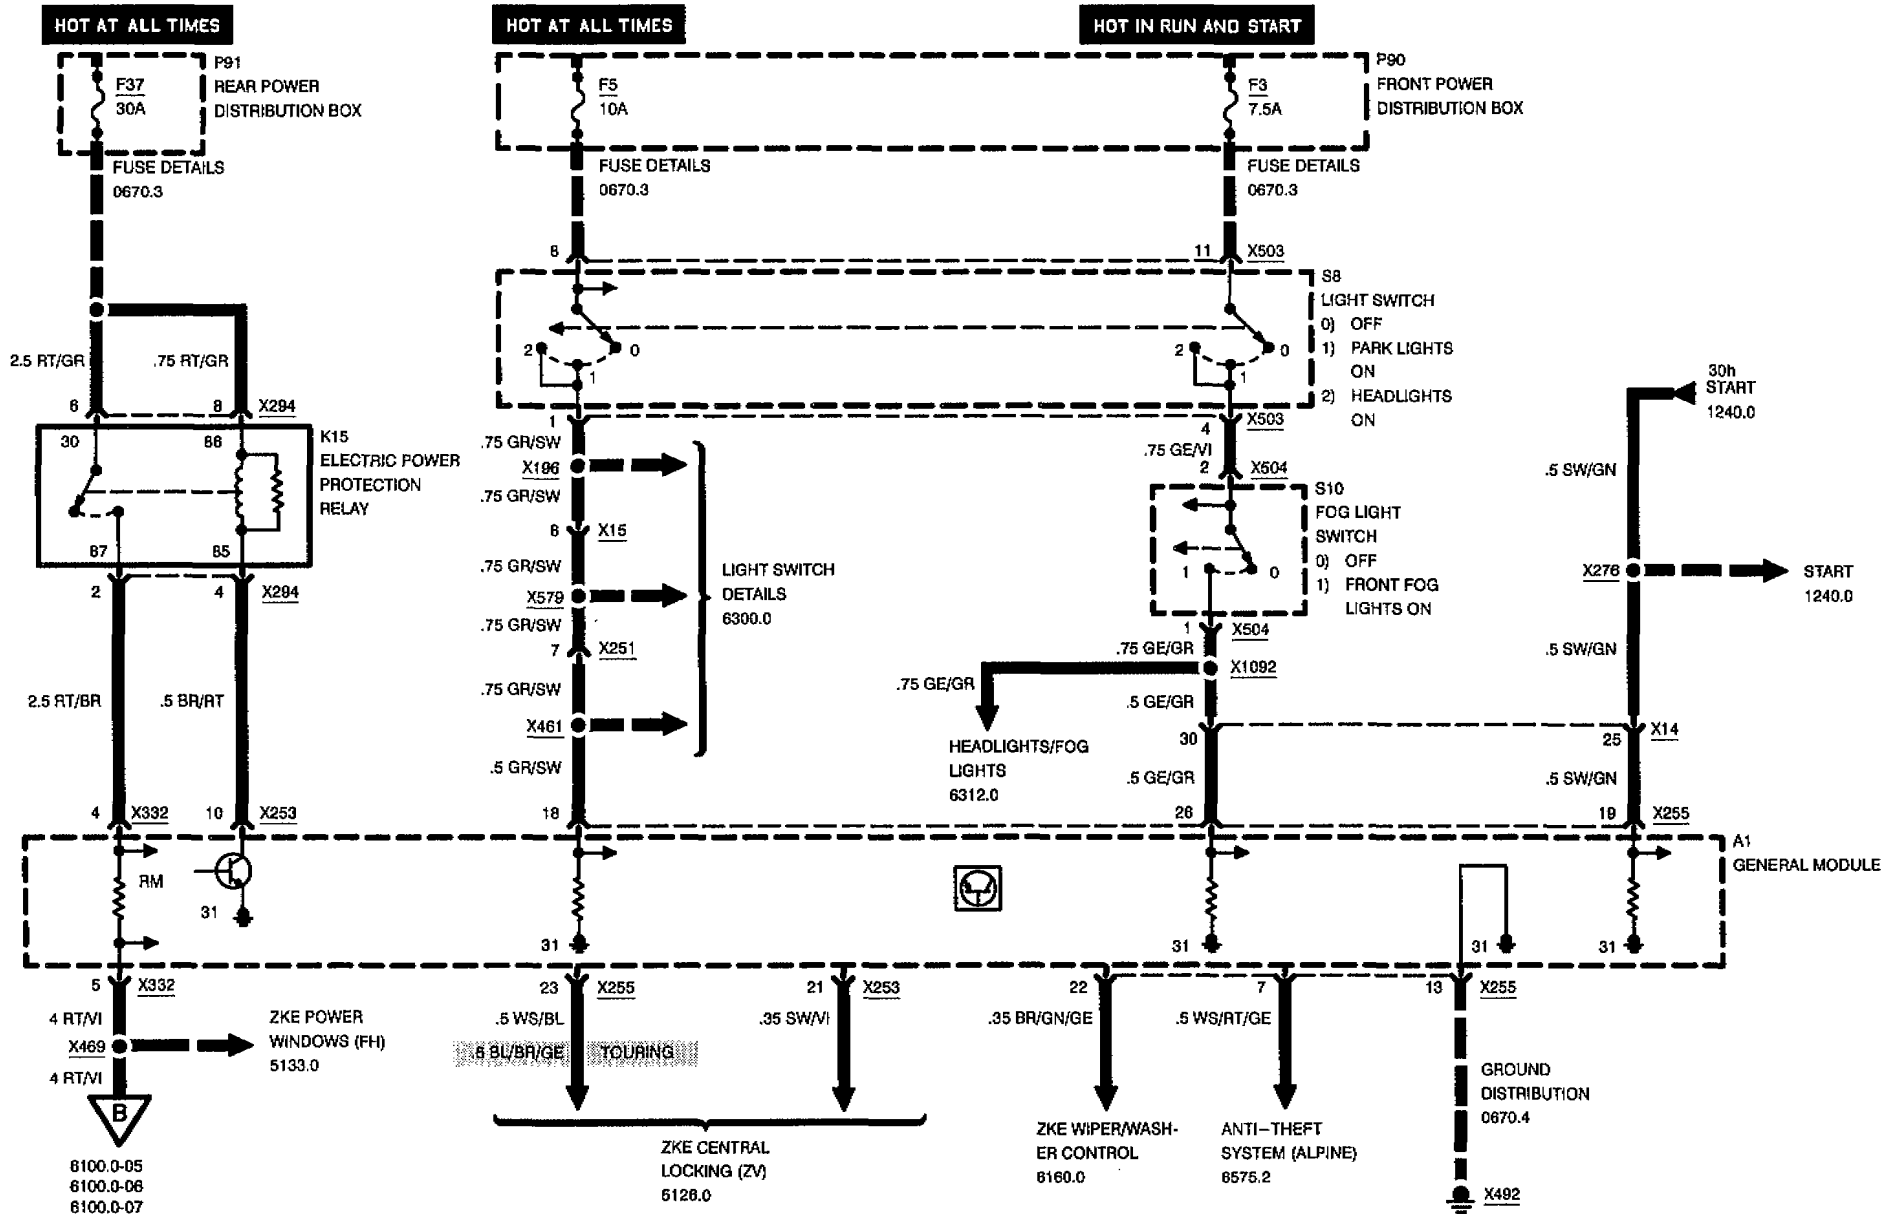 HOT AT ALL TIMES
HOT AT ALL TIMES
HOT IN RUN AND START
F37
30A
P91
REAR POWER
DISTRIBUTION BOX
F5
10A
F3
7.5A
P90
FRONT POWER
DISTRIBUTION BOX
FUSE DETAILS
0670.3
FUSE DETAILS
0670.3
FUSE DETAILS
0670.3
8
11
X503
S8
LIGHT SWITCH
0) OFF
1) PARK LIGHTS
ON
2) HEADLIGHTS
ON
2
0
1
2
0
1
2.5 RT/GR
.75 RT/GR
6
8
X294
30
86
K15
ELECTRIC POWER
PROTECTION
RELAY
87
85
2
4
X294
1
.75 GR/SW
X196
.75 GR/SW
8
X15
.75 GR/SW
X579
.75 GR/SW
7
X251
.75 GR/SW
X461
.5 GR/SW
LIGHT SWITCH
DETAILS
6300.0
4
X503
.75 GE/VI
2
X504
S10
FOG LIGHT
SWITCH
0) OFF
1) FRONT FOG
LIGHTS ON
1
0
1
X504
.75 GE/GR
X1092
.75 GE/GR
.5 GE/GR
HEADLIGHTS/FOG
LIGHTS
6312.0
30h
START
1240.0
.5 SW/GN
X276
START
1240.0
.5 SW/GN
30
25
X14
.5 GE/GR
.5 SW/GN
2.5 RT/BR
.5 BR/RT
4
X332
10
X253
18
26
19
X255
A1
GENERAL MODULE
RM
31
31
31
31
31
5
X332
23
X255
21
X253
22
7
13
X255
4 RT/VI
X469
4 RT/VI
ZKE POWER
WINDOWS (FH)
5133.0
B
6100.0-05
6100.0-06
6100.0-07
.5 WS/BL
.5 BL/BR/GE TOURING
.35 SW/VI
ZKE CENTRAL
LOCKING (ZV)
5126.0
.35 BR/GN/GE
ZKE WIPER/WASH-
ER CONTROL
6160.0
.5 WS/RT/GE
ANTI-THEFT
SYSTEM (ALPINE)
6575.2
GROUND
DISTRIBUTION
0670.4
X492